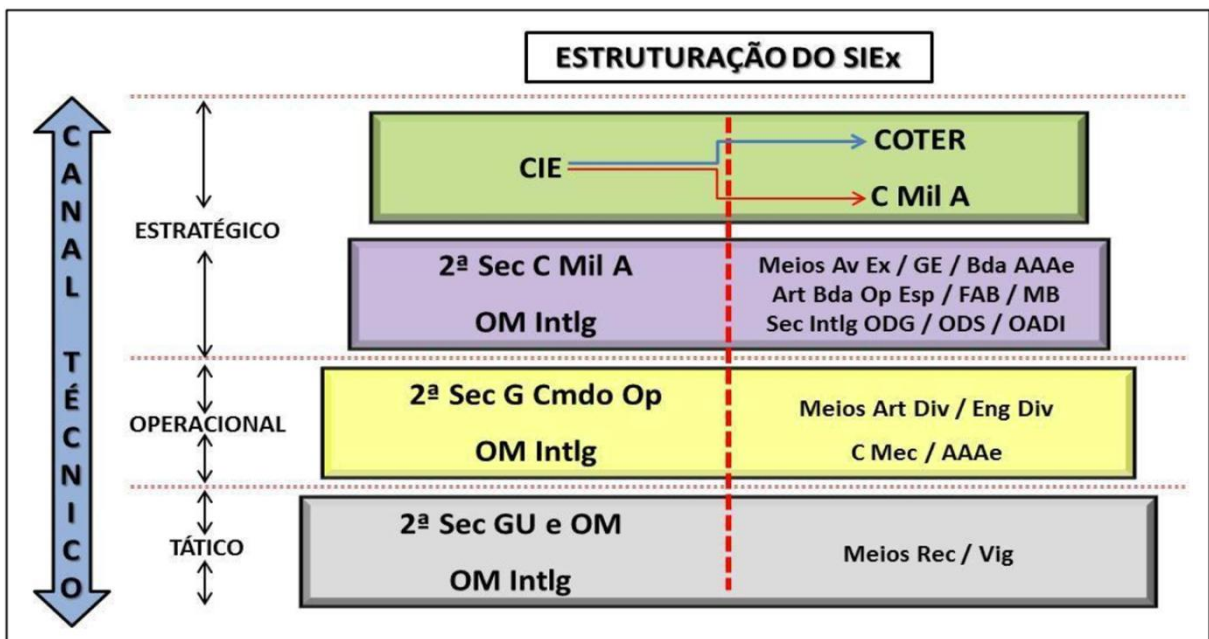 ESTRUTURAÇÃO DO SIEx
CANAL TÉCNICO
ESTRATÉGICO
CIE
COTER
C Mil A
2ª Sec C Mil A
OM Intlg
Meios Av Ex / GE / Bda AAAe
Art Bda Op Esp / FAB / MB
Sec Intlg ODG / ODS / OADI
OPERACIONAL
2ª Sec G Cmdo Op
OM Intlg
Meios Art Div / Eng Div
C Mec / AAAe
TÁTICO
2ª Sec GU e OM
OM Intlg
Meios Rec / Vig